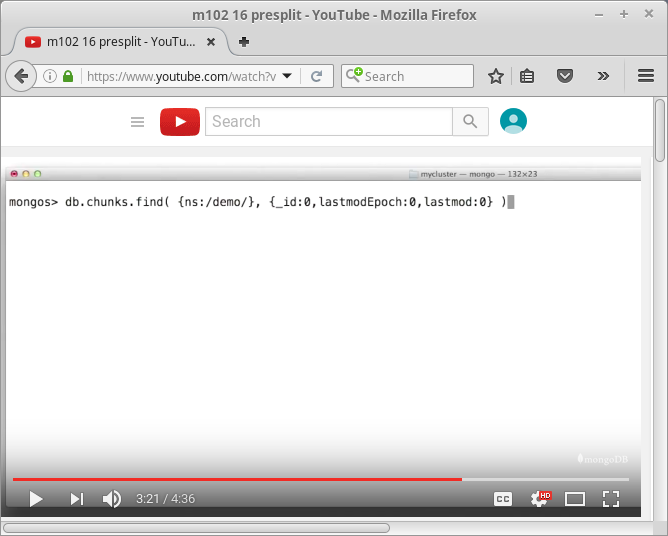 m102 16 presplit - YouTube - Mozilla Firefox
m102 16 presplit - YouTu...
https://www.youtube.com/watch?v
Search
Search
mycluster — mongo — 132×23
mongos> db.chunks.find( {ns:/demo/}, {_id:0,lastmodEpoch:0,lastmod:0} )
mongoDB
3:21 / 4:36
CC
HD